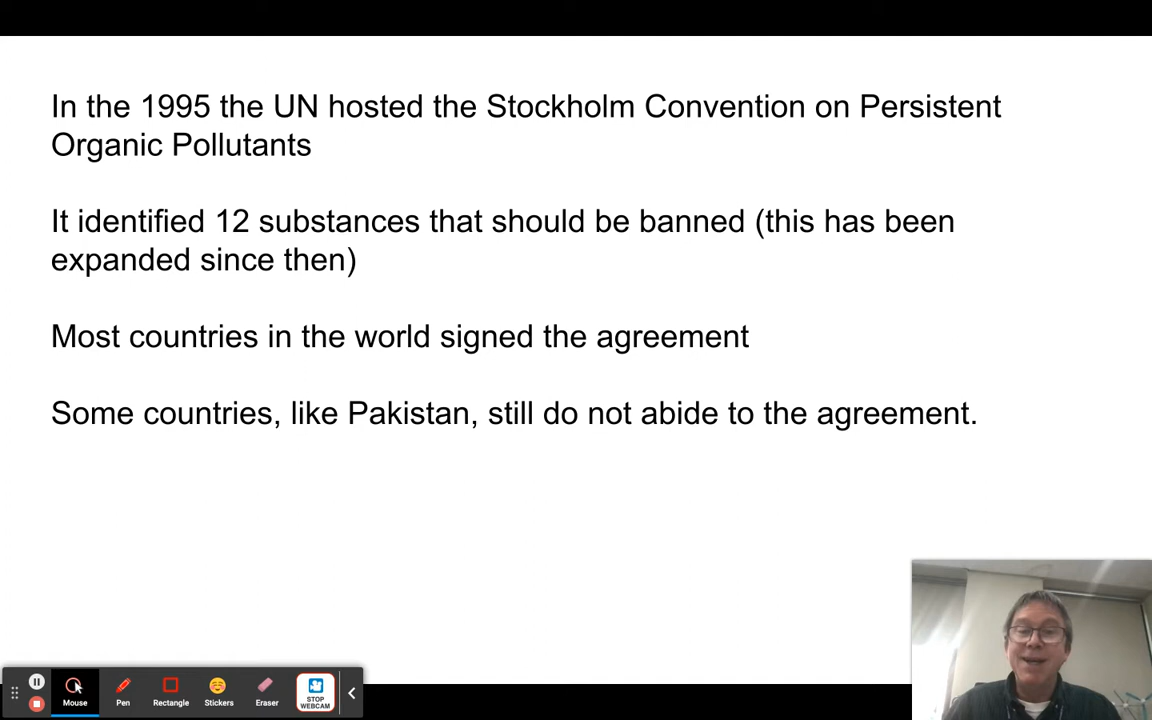 In the 1995 the UN hosted the Stockholm Convention on Persistent
Organic Pollutants
It identified 12 substances that should be banned (this has been
expanded since then)
Most countries in the world signed the agreement
Some countries, like Pakistan, still do not abide to the agreement.
Mouse
Pen
Rectangle
Stickers
Eraser
STOP
WEBCAM